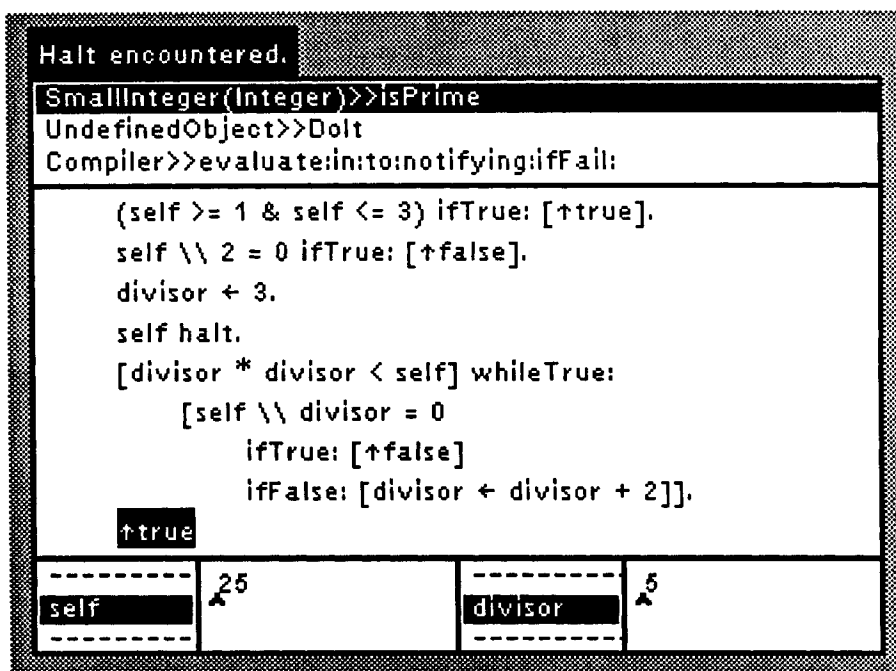 Halt encountered.
SmallInteger(Integer)>>isPrime
UndefinedObject>>DoIt
Compiler>>evaluate:in:to:notifying:ifFail:
(self >= 1 & self <= 3) ifTrue: [↑true].
self \\ 2 = 0 ifTrue: [↑false].
divisor ← 3.
self halt.
[divisor * divisor < self] whileTrue:
[self \\ divisor = 0
ifTrue: [↑false]
ifFalse: [divisor ← divisor + 2]].
↑true
self 25 divisor 5